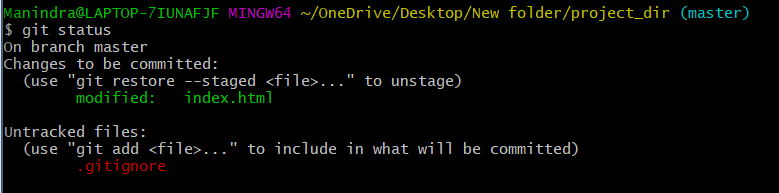 Manindra@LAPTOP-7IUNAFJF MINGW64 ~/OneDrive/Desktop/New folder/project_dir (master)
$ git status
On branch master
Changes to be committed:
  (use "git restore --staged <file>..." to unstage)
        modified:   index.html

Untracked files:
  (use "git add <file>..." to include in what will be committed)
        .gitignore